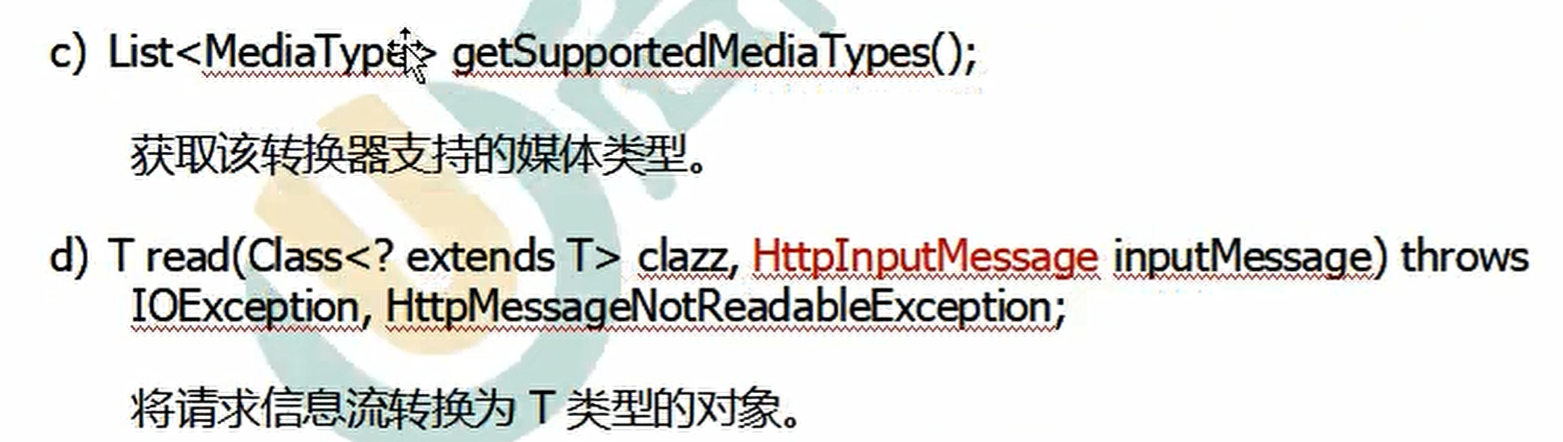 c) List<MediaType> getSupportedMediaTypes();
获取该转换器支持的媒体类型。
d) T read(Class<? extends T> clazz, HttpInputMessage inputMessage) throws
IOException, HttpMessageNotReadableException;
将请求信息流转换为 T 类型的对象。